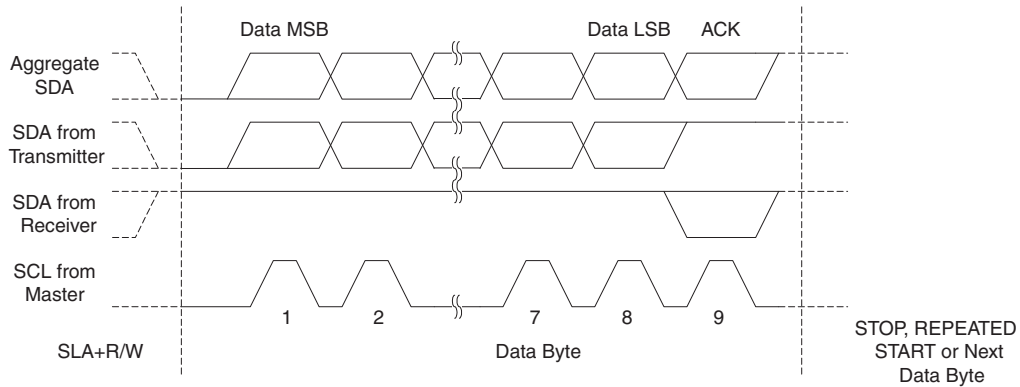 Data MSB
Data LSB
ACK
Aggregate
SDA
SDA from
Transmitter
SDA from
Receiver
SCL from
Master
1
2
7
8
9
SLA+R/W
Data Byte
STOP, REPEATED
START or Next
Data Byte